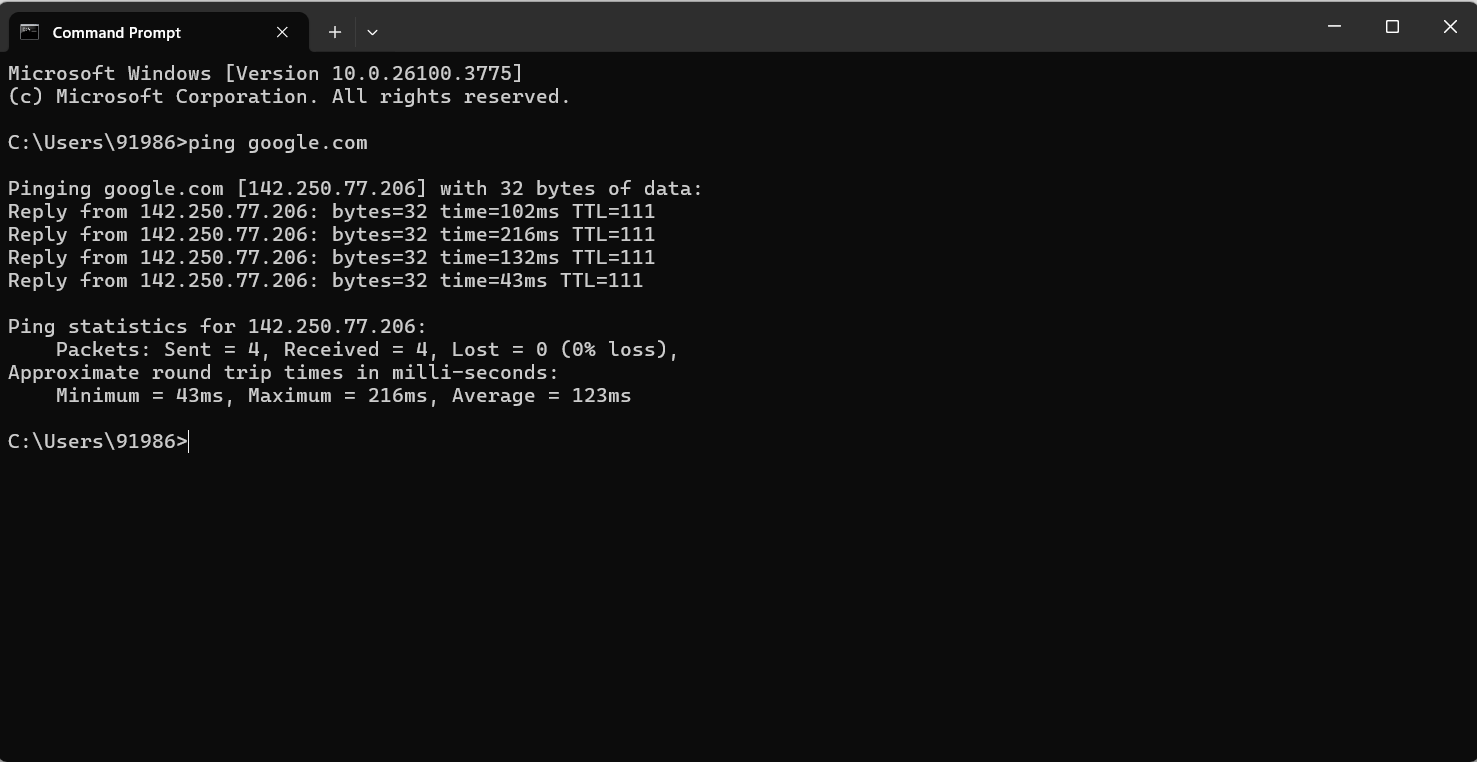 Command Prompt
Microsoft Windows [Version 10.0.26100.3775]
(c) Microsoft Corporation. All rights reserved.
C:\Users\91986>ping google.com
Pinging google.com [142.250.77.206] with 32 bytes of data:
Reply from 142.250.77.206: bytes=32 time=102ms TTL=111
Reply from 142.250.77.206: bytes=32 time=216ms TTL=111
Reply from 142.250.77.206: bytes=32 time=132ms TTL=111
Reply from 142.250.77.206: bytes=32 time=43ms TTL=111
Ping statistics for 142.250.77.206:
    Packets: Sent = 4, Received = 4, Lost = 0 (0% loss),
Approximate round trip times in milli-seconds:
    Minimum = 43ms, Maximum = 216ms, Average = 123ms
C:\Users\91986>